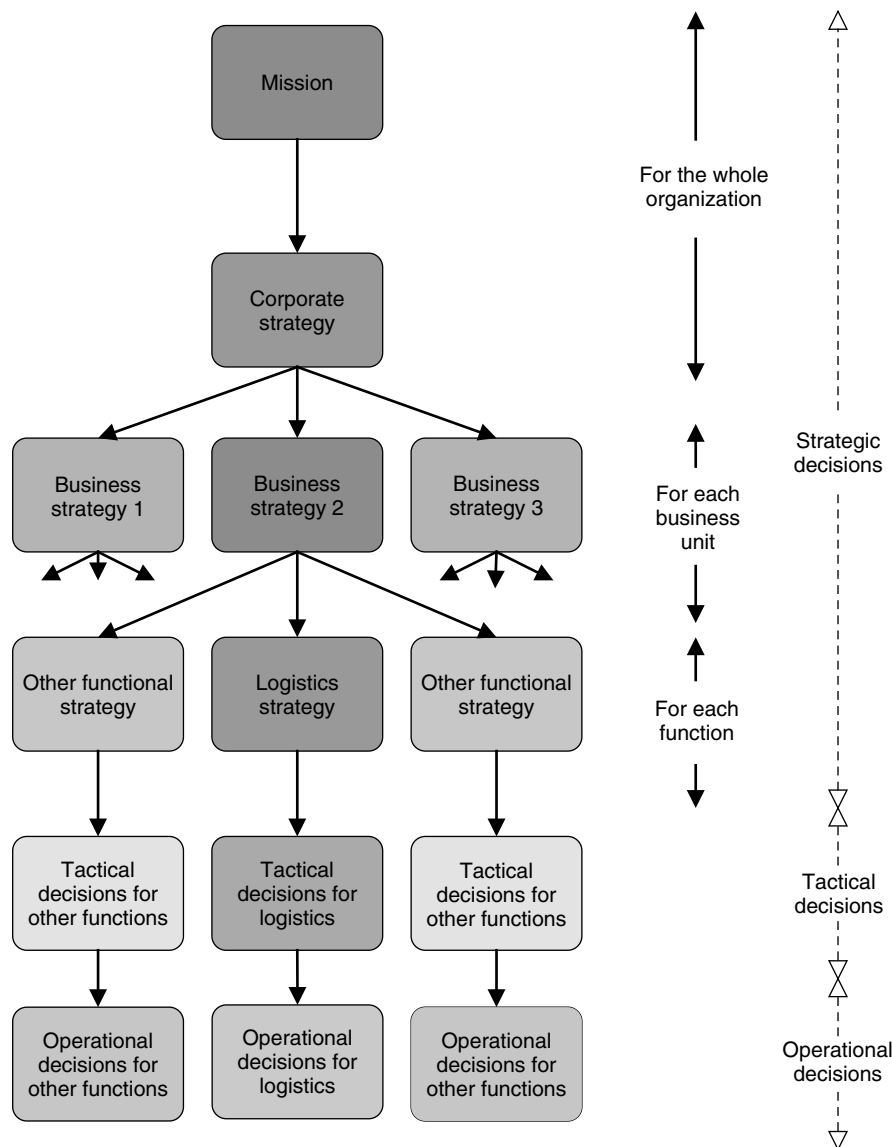 Mission
For the whole
organization
Corporate
strategy
Business
strategy 1
Business
strategy 2
Business
strategy 3
For each
business
unit
Strategic
decisions
Other functional
strategy
Logistics
strategy
Other functional
strategy
For each
function
Tactical
decisions for
other functions
Tactical
decisions for
logistics
Tactical
decisions for
other functions
Tactical
decisions
Operational
decisions for
other functions
Operational
decisions for
logistics
Operational
decisions for
other functions
Operational
decisions